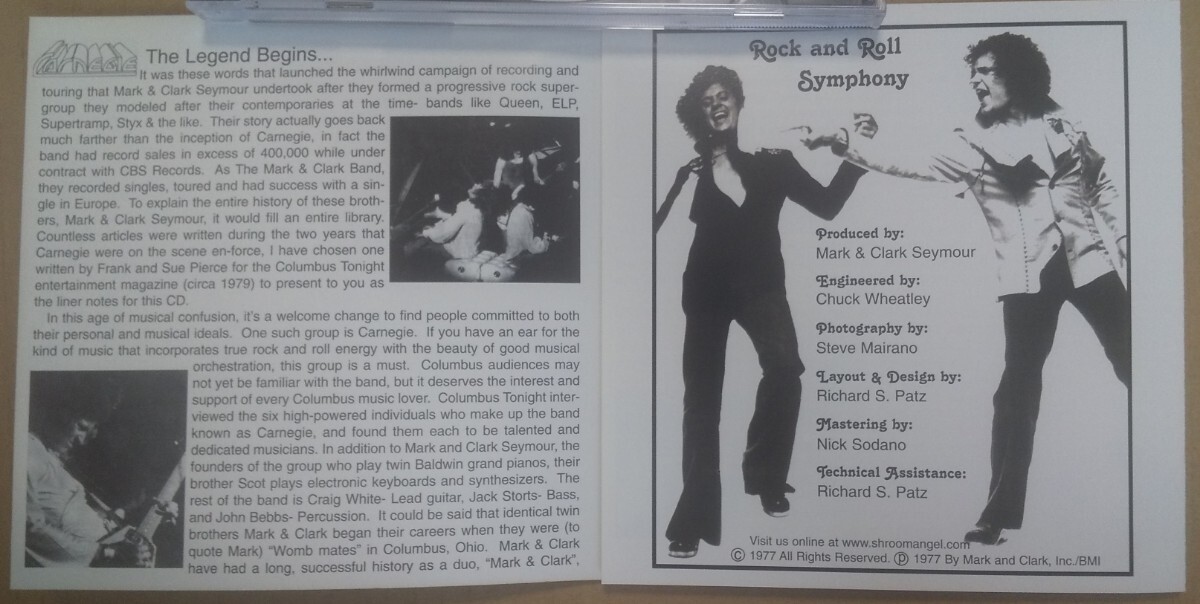 CARNEGIE
The Legend Begins...
It was these words that launched the whirlwind campaign of recording and
touring that Mark & Clark Seymour undertook after they formed a progressive rock super-
group they modeled after their contemporaries at the time- bands like Queen, ELP,
Supertramp, Styx & the like. Their story actually goes back
much farther than the inception of Carnegie, in fact the
band had record sales in excess of 400,000 while under
contract with CBS Records. As The Mark & Clark Band,
they recorded singles, toured and had success with a sin-
gle in Europe. To explain the entire history of these broth-
ers, Mark & Clark Seymour, it would fill an entire library.
Countless articles were written during the two years that
Carnegie were on the scene en-force, I have chosen one
written by Frank and Sue Pierce for the Columbus Tonight
entertainment magazine (circa 1979) to present to you as
the liner notes for this CD.
In this age of musical confusion, it's a welcome change to find people committed to both
their personal and musical ideals. One such group is Carnegie. If you have an ear for the
kind of music that incorporates true rock and roll energy with the beauty of good musical
orchestration, this group is a must. Columbus audiences may
not yet be familiar with the band, but it deserves the interest and
support of every Columbus music lover. Columbus Tonight inter-
viewed the six high-powered individuals who make up the band
known as Carnegie, and found them each to be talented and
dedicated musicians. In addition to Mark and Clark Seymour, the
founders of the group who play twin Baldwin grand pianos, their
brother Scot plays electronic keyboards and synthesizers. The
rest of the band is Craig White- Lead guitar, Jack Storts- Bass,
and John Bebbs- Percussion. It could be said that identical twin
brothers Mark & Clark began their careers when they were (to
quote Mark) "Womb mates" in Columbus, Ohio. Mark & Clark
have had a long, successful history as a duo, "Mark & Clark",
Rock and Roll
Symphony
Produced by:
Mark & Clark Seymour
Engineered by:
Chuck Wheatley
Photography by:
Steve Mairano
Layout & Design by:
Richard S. Patz
Mastering by:
Nick Sodano
Technical Assistance:
Richard S. Patz
Visit us online at www.shroomangel.com
© 1977 All Rights Reserved. ℗ 1977 By Mark and Clark, Inc./BMI